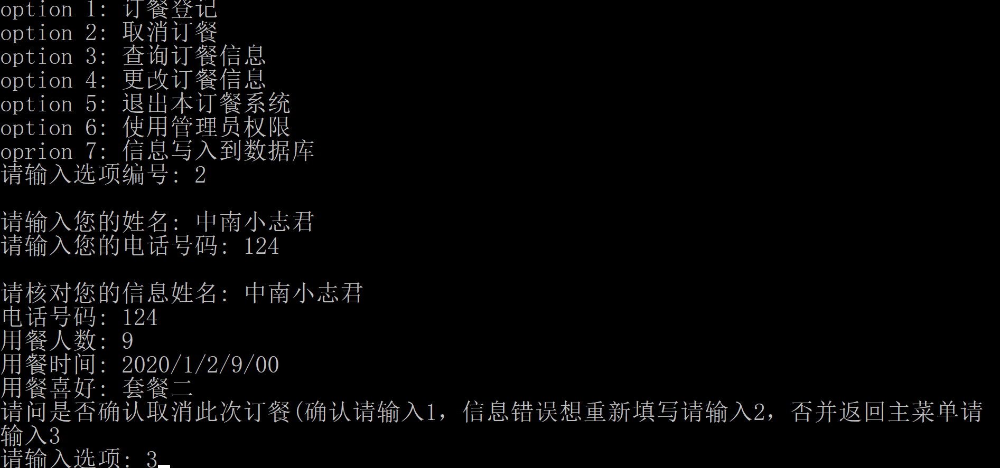 option 1: 订餐登记
option 2: 取消订餐
option 3: 查询订餐信息
option 4: 更改订餐信息
option 5: 退出本订餐系统
option 6: 使用管理员权限
oprion 7: 信息写入到数据库
请输入选项编号: 2
请输入您的姓名: 中南小志君
请输入您的电话号码: 124
请核对您的信息姓名: 中南小志君
电话号码: 124
用餐人数: 9
用餐时间: 2020/1/2/9/00
用餐喜好: 套餐二
请问是否确认取消此次订餐(确认请输入1，信息错误想重新填写请输入2，否并返回主菜单请
输入3
请输入选项: 3